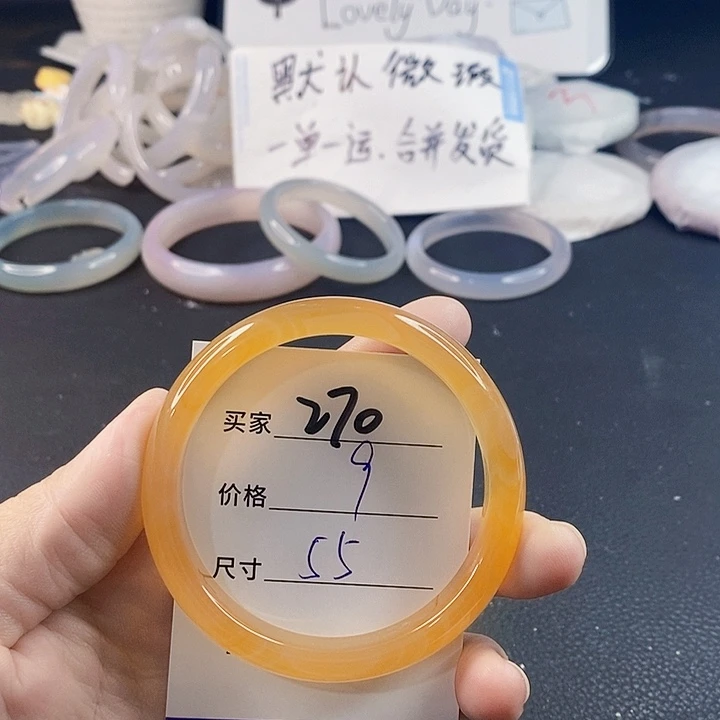 Lovely Day.
默认微瑕
一单一运.合并发货
买家 270
价格 9
尺寸 55